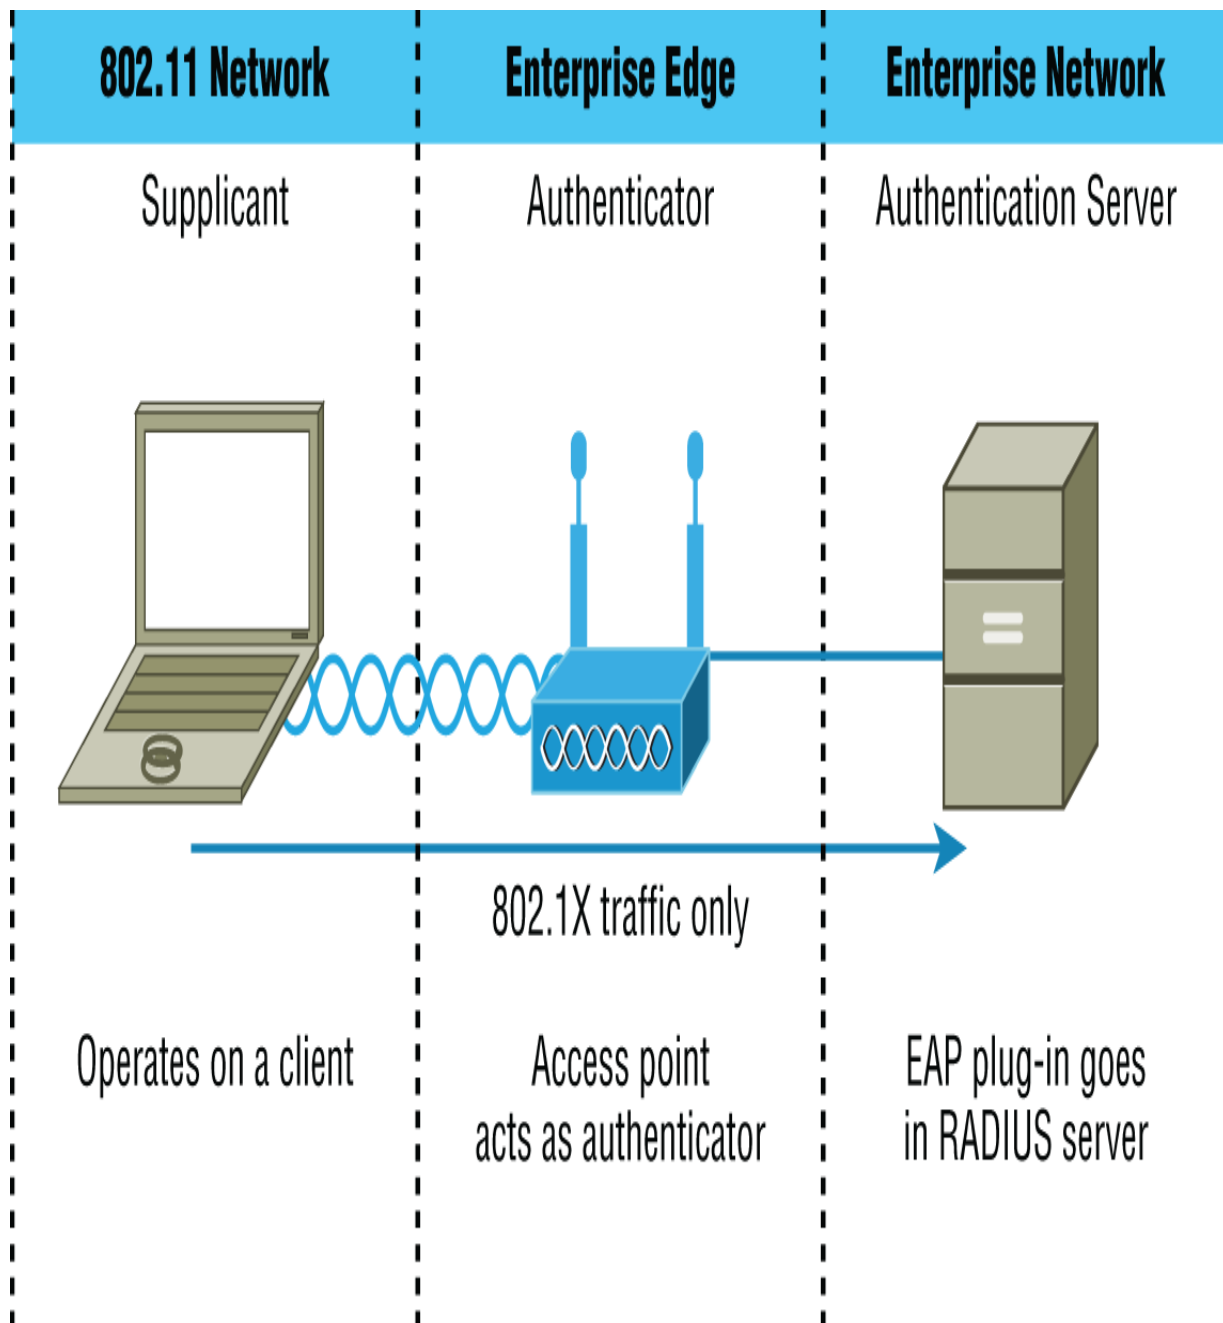 802.11 Network
Enterprise Edge
Enterprise Network
Supplicant
Authenticator
Authentication Server
802.1X traffic only
Operates on a client
Access point
acts as authenticator
EAP plug-in goes
in RADIUS server